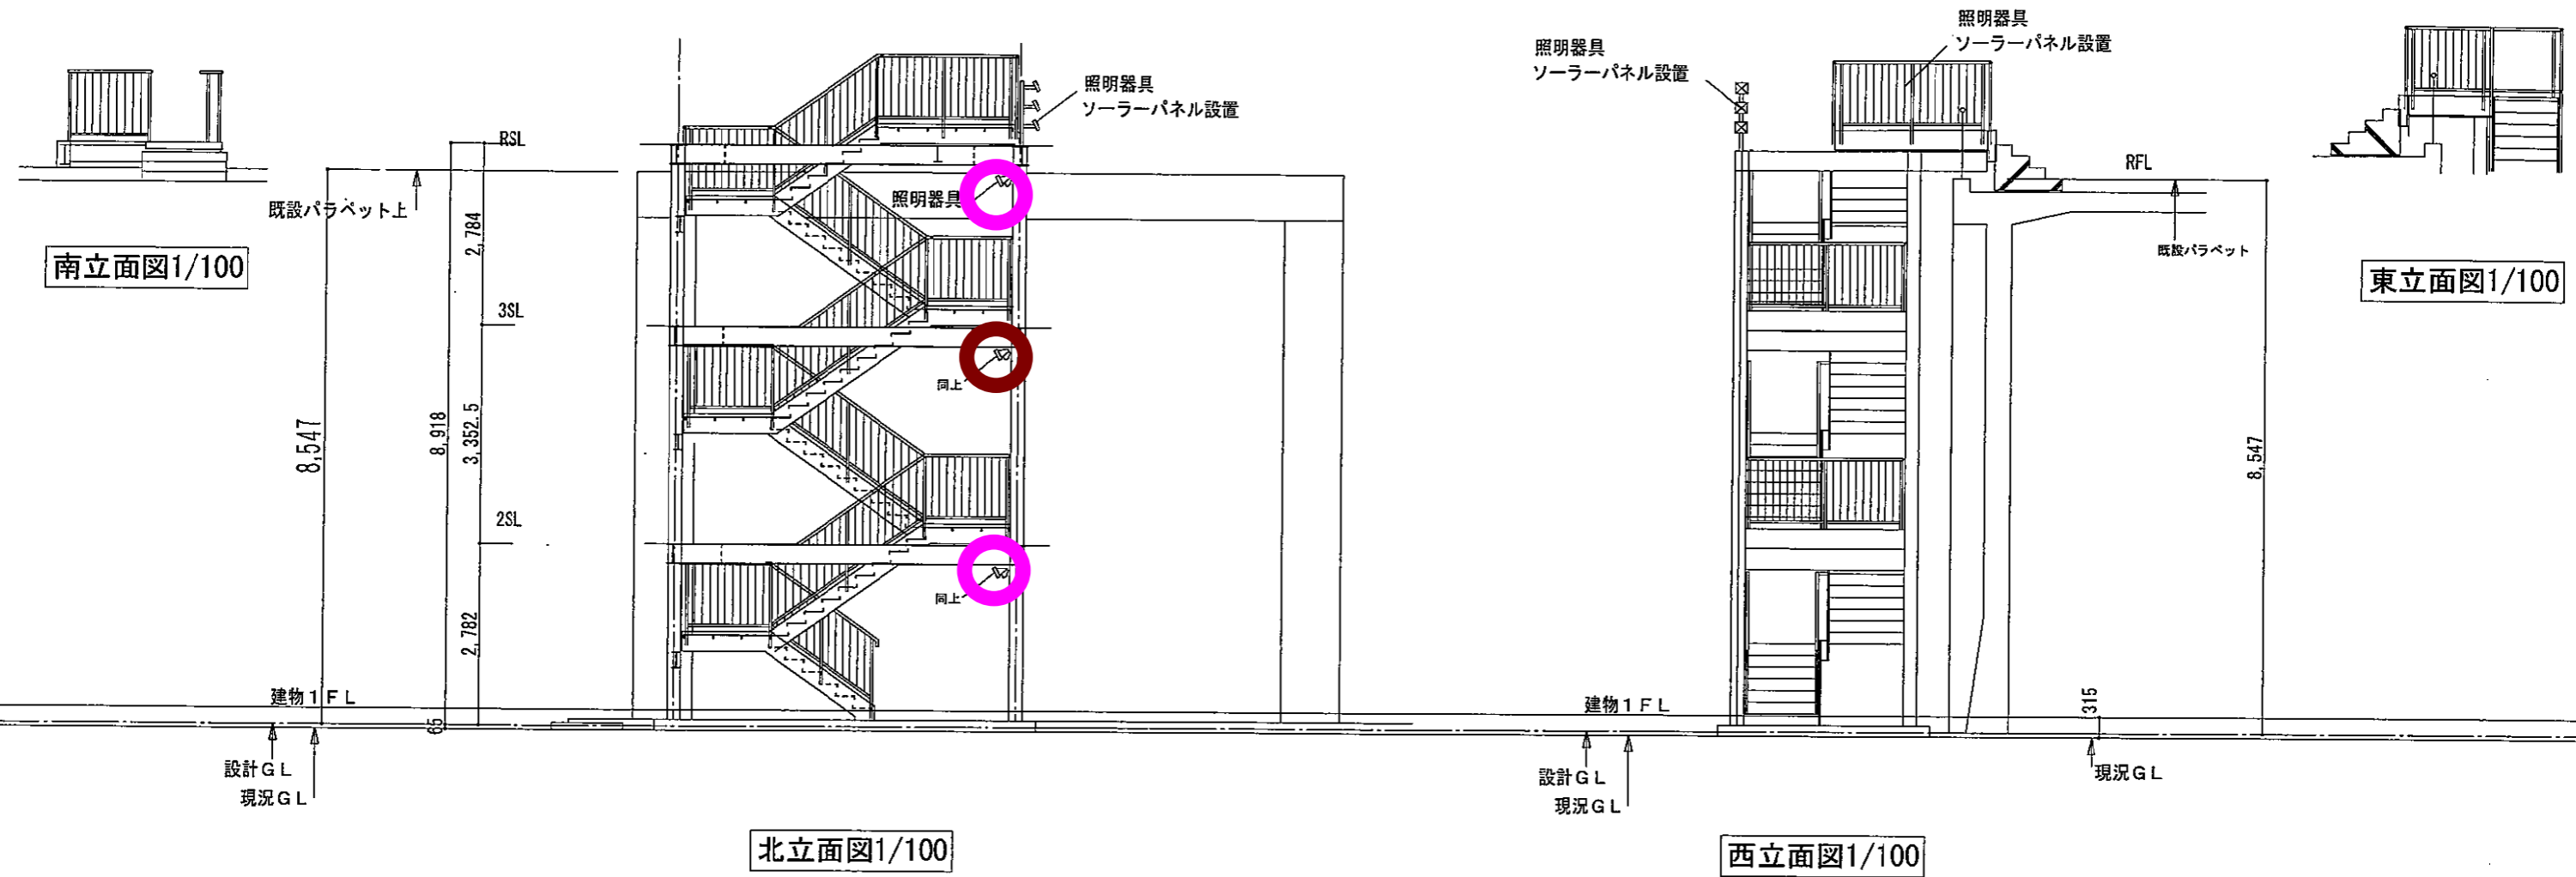 照明器具
ソーラーパネル設置
RSL
既設パラペット上
照明器具
2,784
3SL
同上
8,547
8,918
3,352.5
2SL
同上
2,782
建物1FL
65
設計GL
現況GL
南立面図1/100
北立面図1/100
照明器具
ソーラーパネル設置
照明器具
ソーラーパネル設置
RFL
既設パラペット
8,547
建物1FL
315
設計GL
現況GL
現況GL
西立面図1/100
東立面図1/100